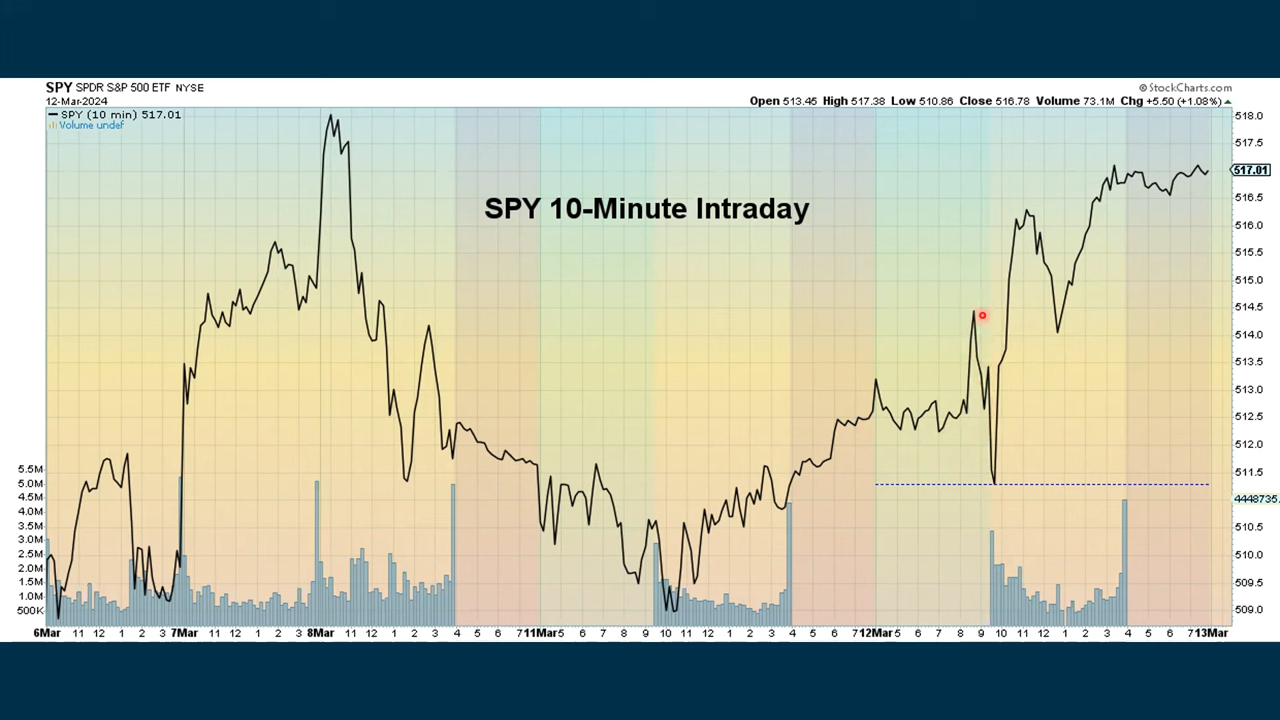 SPY SPDR S&P 500 ETF NYSE
© StockCharts.com
12-Mar-2024
Open 513.45 High 517.38 Low 510.86 Close 516.78 Volume 73.1M Chg +5.50 (+1.08%)
SPY (10 min) 517.01
Volume undef
SPY 10-Minute Intraday
518.0
517.5
517.01
516.5
516.0
515.5
515.0
514.5
514.0
513.5
513.0
512.5
512.0
511.5
4448735.
510.5
510.0
509.5
509.0
5.5M
5.0M
4.5M
4.0M
3.5M
3.0M
2.5M
2.0M
1.5M
1.0M
500K
6Mar 11 12 1 2 3 7Mar 11 12 1 2 3 8Mar 11 12 1 2 3 4 5 6 7 11Mar 5 6 7 8 9 10 11 12 1 2 3 4 5 6 7 12Mar 5 6 7 8 9 10 11 12 1 2 3 4 5 6 7 13Mar